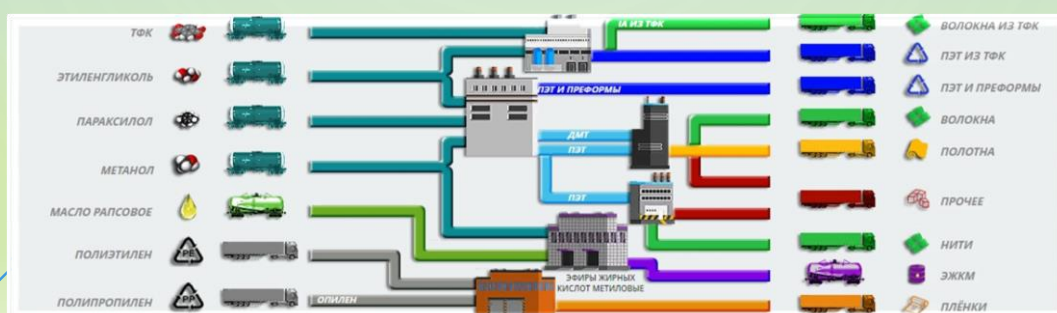 ТФК
ЭТИЛЕНГЛИКОЛЬ
ПАРАКСИЛОЛ
МЕТАНОЛ
МАСЛО РАПСОВОЕ
ПОЛИЭТИЛЕН
PE
ПОЛИПРОПИЛЕН
PP
ОПИЛЕН
IA ИЗ ТФК
ПЭТ И ПРЕФОРМЫ
ДМТ
ПЭТ
ПЭТ
ЭФИРЫ ЖИРНЫХ
КИСЛОТ МЕТИЛОВЫЕ
ВОЛОКНА ИЗ ТФК
ПЭТ ИЗ ТФК
ПЭТ И ПРЕФОРМЫ
ВОЛОКНА
ПОЛОТНА
ПРОЧЕЕ
НИТИ
ЭЖКМ
ПЛЁНКИ